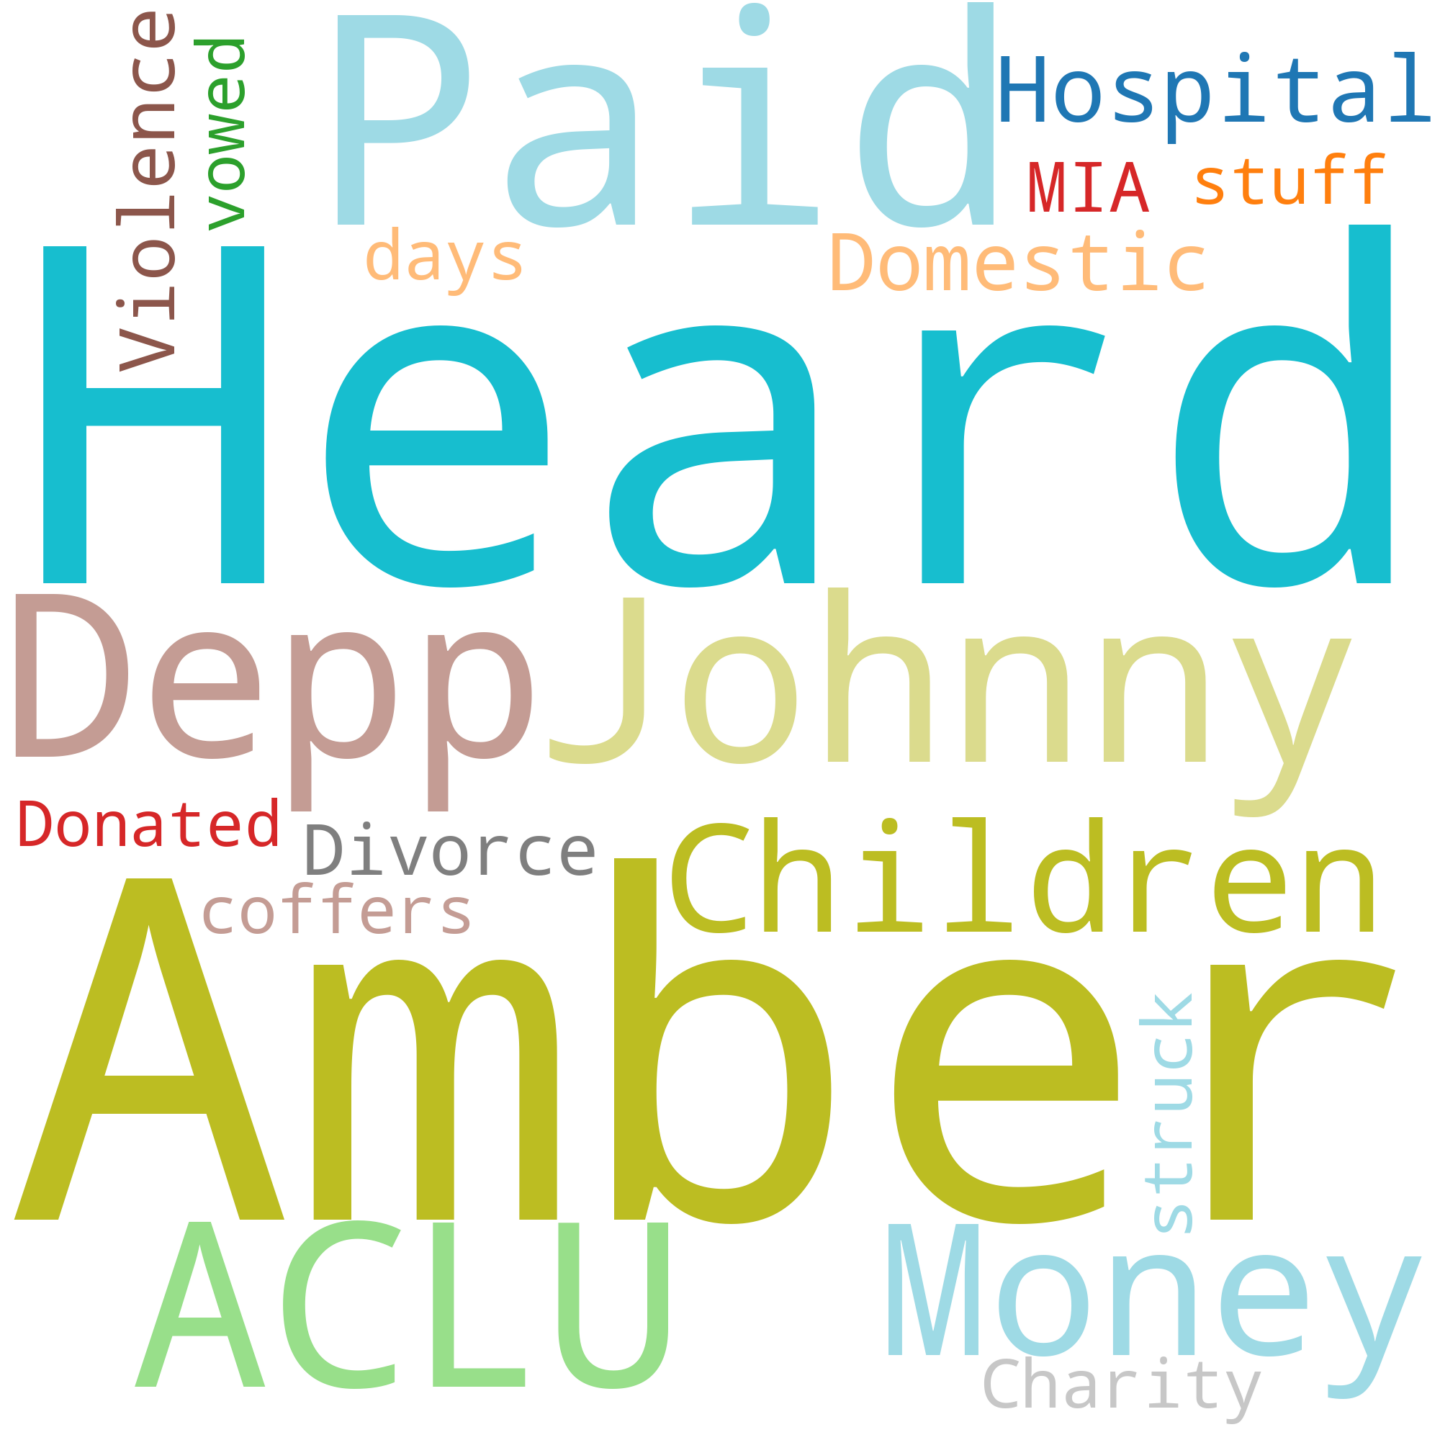 Violence
vowed
Paid
Hospital
MIA stuff
days
Domestic
Heard
Depp Johnny
Donated
Divorce
Children
coffers
Amber
struck
ACLU
Money
Charity